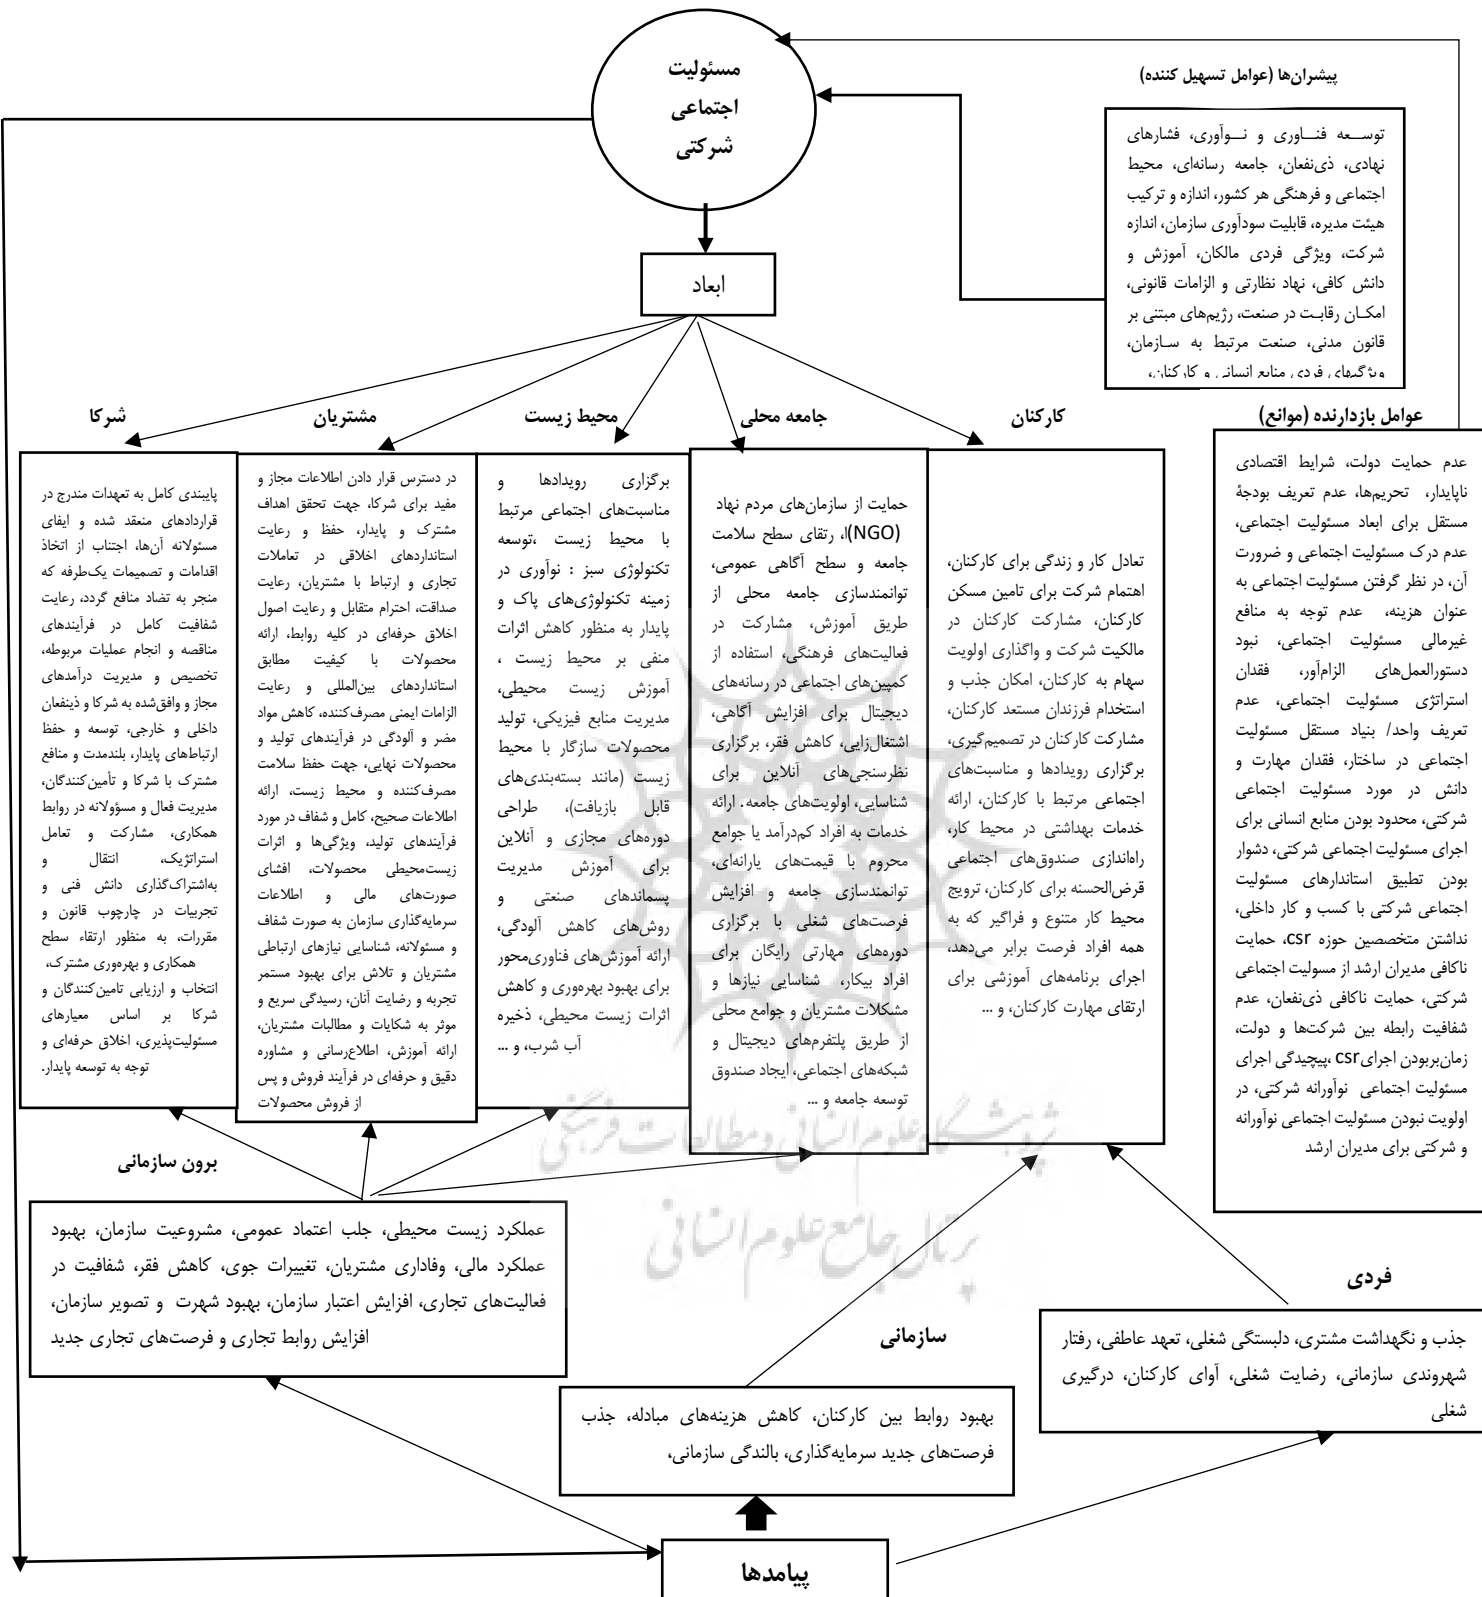 مسئولیت
اجتماعی
شرکتی
پیشران‌ها (عوامل تسهیل کننده)
توسعه فناوری و نوآوری، فشارهای
نهادی، ذی‌نفعان، جامعه رسانه‌ای، محیط
اجتماعی و فرهنگی هر کشور، اندازه و ترکیب
هیئت مدیره، قابلیت سودآوری سازمان، اندازه
شرکت، ویژگی فردی مالکان، آموزش و
دانش کافی، نهاد نظارتی و الزامات قانونی،
امکان رقابت در صنعت، رژیم‌های مبتنی بر
قانون مدنی، صنعت مرتبط به سازمان،
ویژگیهای فردی منابع انسانی و کارکنان،
ابعاد
عوامل بازدارنده (موانع)
عدم حمایت دولت، شرایط اقتصادی
ناپایدار، تحریم‌ها، عدم تعریف بودجهٔ
مستقل برای ابعاد مسئولیت اجتماعی،
عدم درک مسئولیت اجتماعی و ضرورت
آن، در نظر گرفتن مسئولیت اجتماعی به
عنوان هزینه، عدم توجه به منافع
غیرمالی مسئولیت اجتماعی، نبود
دستورالعمل‌های الزام‌آور، فقدان
استراتژی مسئولیت اجتماعی، عدم
تعریف واحد/ بنیاد مستقل مسئولیت
اجتماعی در ساختار، فقدان مهارت و
دانش در مورد مسئولیت اجتماعی
شرکتی، محدود بودن منابع انسانی برای
اجرای مسئولیت اجتماعی شرکتی، دشوار
بودن تطبیق استاندارهای مسئولیت
اجتماعی شرکتی با کسب و کار داخلی،
نداشتن متخصصین حوزه csr، حمایت
ناکافی مدیران ارشد از مسولیت اجتماعی
شرکتی، حمایت ناکافی ذی‌نفعان، عدم
شفافیت رابطه بین شرکت‌ها و دولت،
زمان‌بربودن اجرای csr، پیچیدگی اجرای
مسئولیت اجتماعی نوآورانه شرکتی، در
اولویت نبودن مسئولیت اجتماعی نوآورانه
و شرکتی برای مدیران ارشد
کارکنان
تعادل کار و زندگی برای کارکنان،
اهتمام شرکت برای تامین مسکن
کارکنان، مشارکت کارکنان در
مالکیت شرکت و واگذاری اولویت
سهام به کارکنان، امکان جذب و
استخدام فرزندان مستعد کارکنان،
مشارکت کارکنان در تصمیم‌گیری،
برگزاری رویدادها و مناسبت‌های
اجتماعی مرتبط با کارکنان، ارائه
خدمات بهداشتی در محیط کار،
راه‌اندازی صندوق‌های اجتماعی
قرض‌الحسنه برای کارکنان، ترویج
محیط کار متنوع و فراگیر که به
همه افراد فرصت برابر می‌دهد،
اجرای برنامه‌های آموزشی برای
ارتقای مهارت کارکنان، و ...
جامعه محلی
حمایت از سازمان‌های مردم نهاد
(NGO)ا، رتقای سطح سلامت
جامعه و سطح آگاهی عمومی،
توانمندسازی جامعه محلی از
طریق آموزش، مشارکت در
فعالیت‌های فرهنگی، استفاده از
کمپین‌های اجتماعی در رسانه‌های
دیجیتال برای افزایش آگاهی،
اشتغال‌زایی، کاهش فقر، برگزاری
نظرسنجی‌های آنلاین برای
شناسایی، اولویت‌های جامعه. ارائه
خدمات به افراد کم‌درآمد یا جوامع
محروم با قیمت‌های یارانه‌ای،
توانمندسازی جامعه و افزایش
فرصت‌های شغلی با برگزاری
دوره‌های مهارتی رایگان برای
افراد بیکار، شناسایی نیازها و
مشکلات مشتریان و جوامع محلی
از طریق پلتفرم‌های دیجیتال و
شبکه‌های اجتماعی، ایجاد صندوق
توسعه جامعه و ...
محیط زیست
برگزاری رویدادها و
مناسبت‌های اجتماعی مرتبط
با محیط زیست ،توسعه
تکنولوژی سبز : نوآوری در
زمینه تکنولوژی‌های پاک و
پایدار به منظور کاهش اثرات
منفی بر محیط زیست ،
آموزش زیست محیطی،
مدیریت منابع فیزیکی، تولید
محصولات سازگار با محیط
زیست (مانند بسته‌بندی‌های
قابل بازیافت)، طراحی
دوره‌های مجازی و آنلاین
برای آموزش مدیریت
پسماندهای صنعتی و
روش‌های کاهش آلودگی،
ارائه آموزش‌های فناوری‌محور
برای بهبود بهره‌وری و کاهش
اثرات زیست محیطی، ذخیره
آب شرب، و ...
مشتریان
در دسترس قرار دادن اطلاعات مجاز و
مفید برای شرکا، جهت تحقق اهداف
مشترک و پایدار، حفظ و رعایت
استانداردهای اخلاقی در تعاملات
تجاری و ارتباط با مشتریان، رعایت
صداقت، احترام متقابل و رعایت اصول
اخلاق حرفه‌ای در کلیه روابط، ارائه
محصولات با کیفیت مطابق
استانداردهای بین‌المللی و رعایت
الزامات ایمنی مصرف‌کننده، کاهش مواد
مضر و آلودگی در فرآیندهای تولید و
محصولات نهایی، جهت حفظ سلامت
مصرف‌کننده و محیط زیست، ارائه
اطلاعات صحیح، کامل و شفاف در مورد
فرآیندهای تولید، ویژگی‌ها و اثرات
زیست‌محیطی محصولات، افشای
صورت‌های مالی و اطلاعات
سرمایه‌گذاری سازمان به صورت شفاف
و مسئولانه، شناسایی نیازهای ارتباطی
مشتریان و تلاش برای بهبود مستمر
تجربه و رضایت آنان، رسیدگی سریع و
موثر به شکایات و مطالبات مشتریان،
ارائه آموزش، اطلاع‌رسانی و مشاوره
دقیق و حرفه‌ای در فرآیند فروش و پس
از فروش محصولات
شرکا
پایبندی کامل به تعهدات مندرج در
قراردادهای منعقد شده و ایفای
مسئولانه آن‌ها، اجتناب از اتخاذ
اقدامات و تصمیمات یک‌طرفه که
منجر به تضاد منافع گردد، رعایت
شفافیت کامل در فرآیندهای
مناقصه و انجام عملیات مربوطه،
تخصیص و مدیریت درآمدهای
مجاز و وافق‌شده به شرکا و ذینفعان
داخلی و خارجی، توسعه و حفظ
ارتباط‌های پایدار، بلندمدت و منافع
مشترک با شرکا و تأمین‌کنندگان،
مدیریت فعال و مسؤولانه در روابط
همکاری، مشارکت و تعامل
استراتژیک، انتقال و
به‌اشتراک‌گذاری دانش فنی و
تجربیات در چارچوب قانون و
مقررات، به منظور ارتقاء سطح
همکاری و بهره‌وری مشترک،
انتخاب و ارزیابی تامین‌کنندگان و
شرکا بر اساس معیارهای
مسئولیت‌پذیری، اخلاق حرفه‌ای و
توجه به توسعه پایدار.
پژوهشگاه علوم انسانی و مطالعات فرهنگی
پرتال جامع علوم انسانی
برون سازمانی
عملکرد زیست محیطی، جلب اعتماد عمومی، مشروعیت سازمان، بهبود
عملکرد مالی، وفاداری مشتریان، تغییرات جوی، کاهش فقر، شفافیت در
فعالیت‌های تجاری، افزایش اعتبار سازمان، بهبود شهرت و تصویر سازمان،
افزایش روابط تجاری و فرصت‌های تجاری جدید
فردی
جذب و نگهداشت مشتری، دلبستگی شغلی، تعهد عاطفی، رفتار
شهروندی سازمانی، رضایت شغلی، آوای کارکنان، درگیری
شغلی
سازمانی
بهبود روابط بین کارکنان، کاهش هزینه‌های مبادله، جذب
فرصت‌های جدید سرمایه‌گذاری، بالندگی سازمانی،
پیامدها